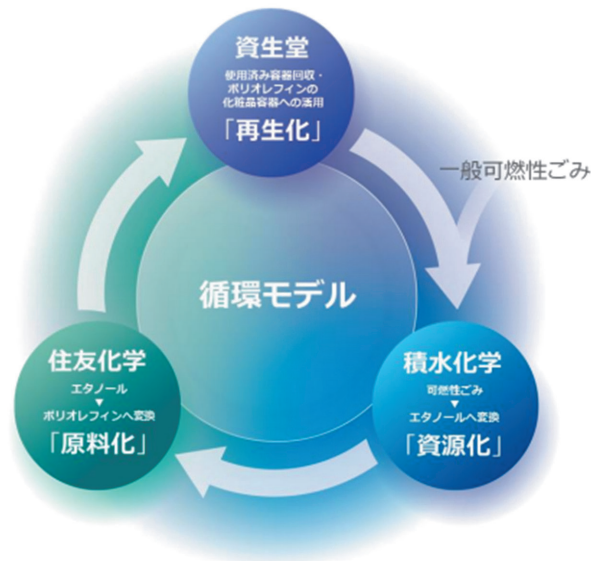 資生堂
使用済み容器回収・
ポリオレフィンの
化粧品容器への活用
「再生化」
一般可燃性ごみ
循環モデル
住友化学
エタノール
▼
ポリオレフィンへ変換
「原料化」
積水化学
可燃性ごみ
▼
エタノールへ変換
「資源化」